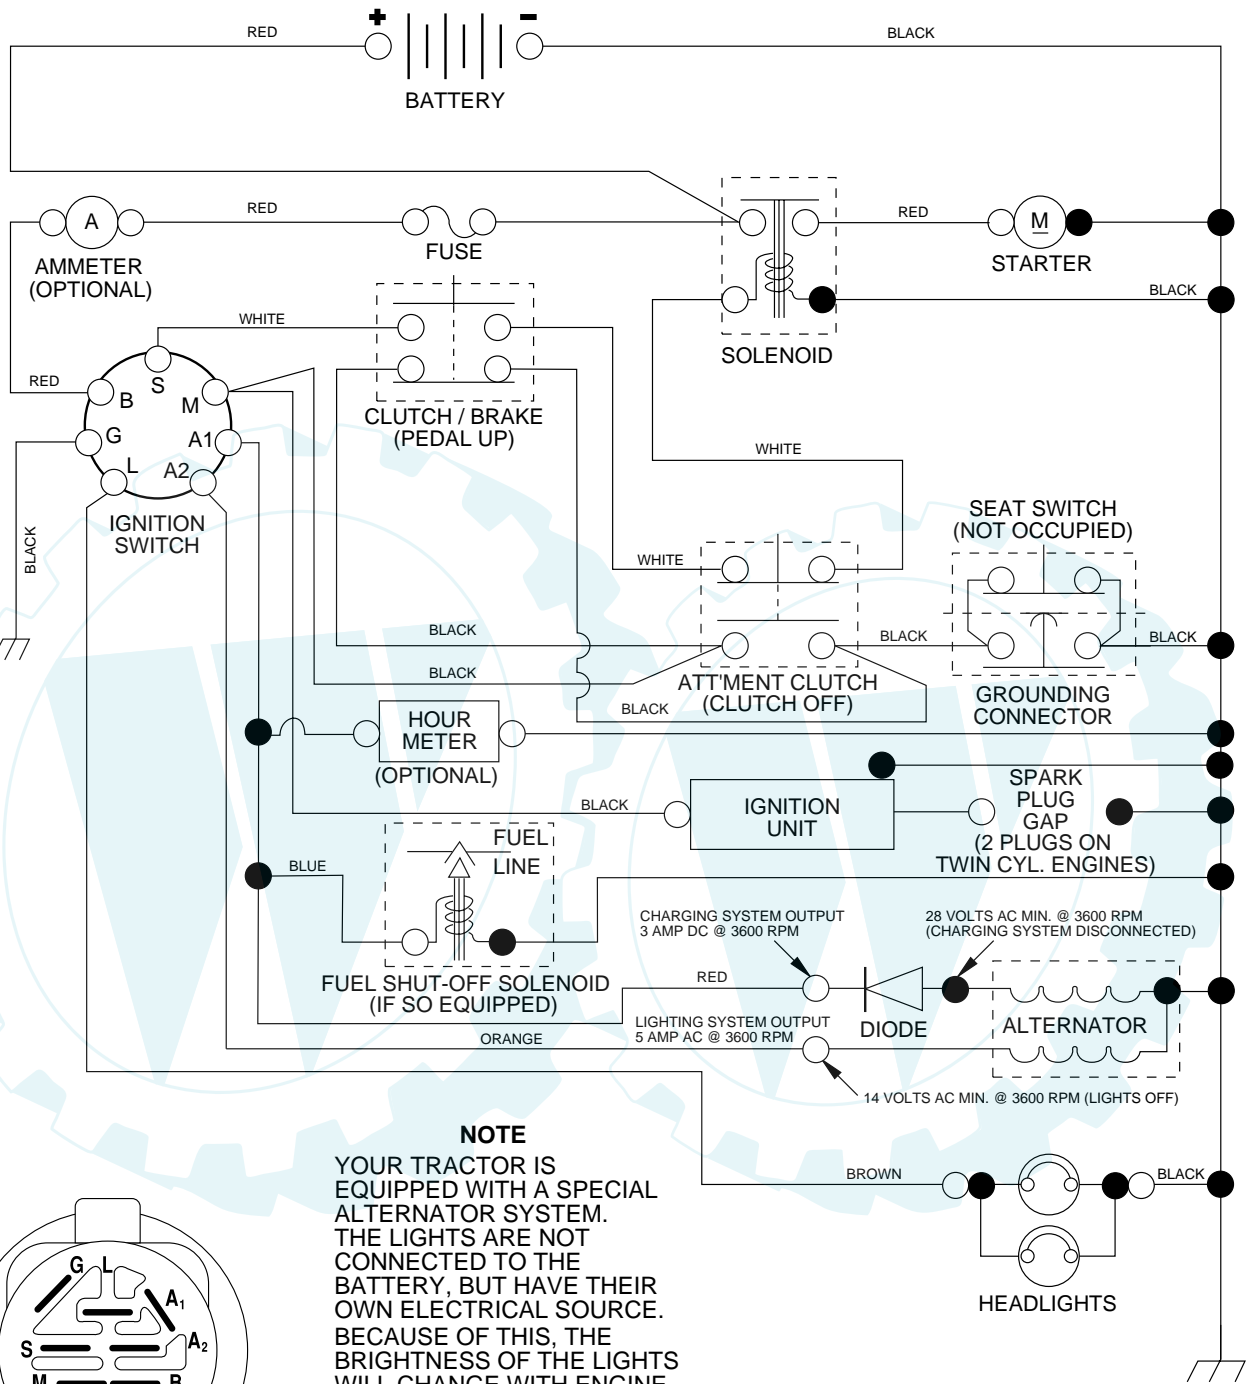 + -
RED
BLACK
BATTERY
RED
RED
A
M
FUSE
STARTER
AMMETER
(OPTIONAL)
BLACK
WHITE
SOLENOID
RED
S
B
M
CLUTCH / BRAKE
(PEDAL UP)
G
A1
L
A2
WHITE
IGNITION
SWITCH
BLACK
SEAT SWITCH
(NOT OCCUPIED)
WHITE
BLACK
BLACK
BLACK
BLACK
ATT'MENT CLUTCH
(CLUTCH OFF)
GROUNDING
CONNECTOR
BLACK
HOUR
METER
(OPTIONAL)
SPARK
PLUG
GAP
(2 PLUGS ON
TWIN CYL. ENGINES)
BLACK
IGNITION
UNIT
FUEL
LINE
BLUE
FUEL SHUT-OFF SOLENOID
(IF SO EQUIPPED)
CHARGING SYSTEM OUTPUT
3 AMP DC @ 3600 RPM
28 VOLTS AC MIN. @ 3600 RPM
(CHARGING SYSTEM DISCONNECTED)
RED
DIODE
ALTERNATOR
LIGHTING SYSTEM OUTPUT
5 AMP AC @ 3600 RPM
ORANGE
14 VOLTS AC MIN. @ 3600 RPM (LIGHTS OFF)
NOTE
YOUR TRACTOR IS
EQUIPPED WITH A SPECIAL
ALTERNATOR SYSTEM.
THE LIGHTS ARE NOT
CONNECTED TO THE
BATTERY, BUT HAVE THEIR
OWN ELECTRICAL SOURCE.
BECAUSE OF THIS, THE
BRIGHTNESS OF THE LIGHTS
WILL CHANGE WITH ENGINE
BROWN
BLACK
HEADLIGHTS
G
L
A1
A2
S
M
B